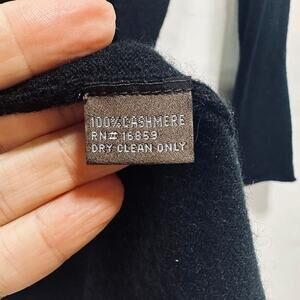 100% CASHMERE
RN# 16859
DRY CLEAN ONLY